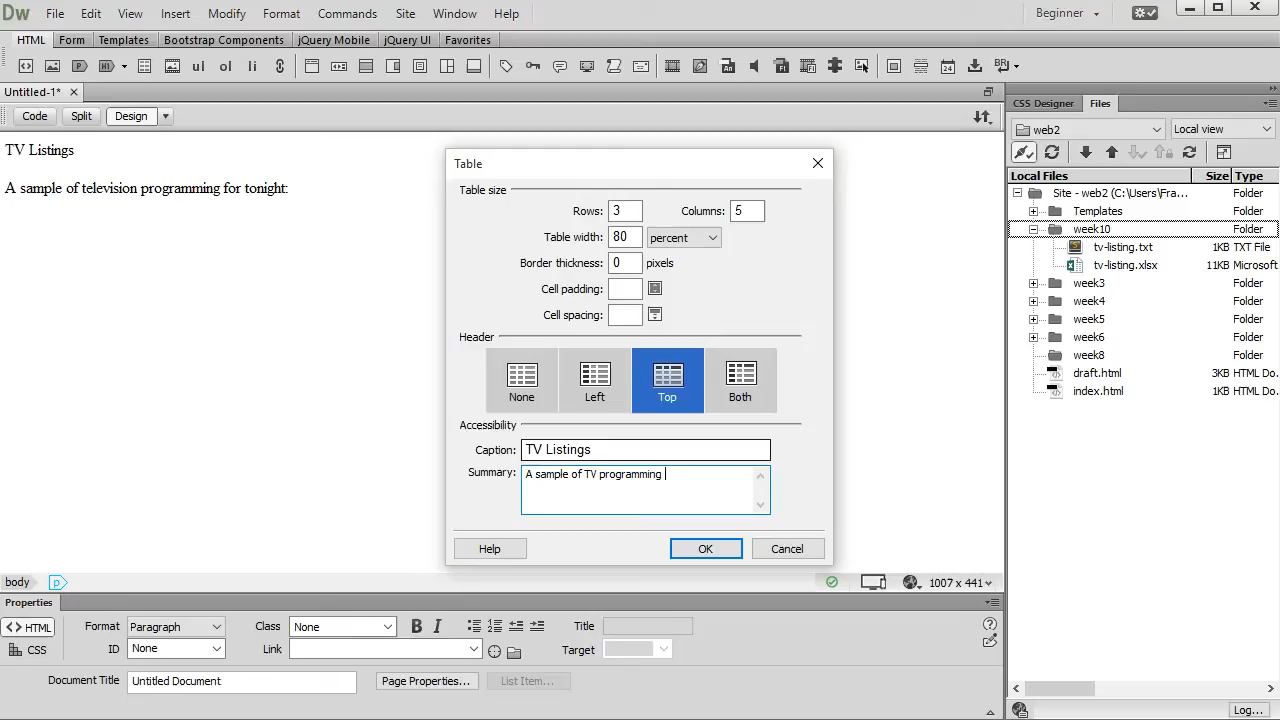 Dw File Edit View Insert Modify Format Commands Site Window Help Beginner
HTML Form Templates Bootstrap Components jQuery Mobile jQuery UI Favorites
ul ol li BR
Untitled-1*
Code Split Design
TV Listings
A sample of television programming for tonight:
Table
Table size
Rows: 3 Columns: 5
Table width: 80 percent
Border thickness: 0 pixels
Cell padding:
Cell spacing:
Header
None Left Top Both
Accessibility
Caption: TV Listings
Summary: A sample of TV programming
Help OK Cancel
CSS Designer Files
web2 Local view
Local Files Size Type
Site - web2 (C:\Users\Fra... Folder
Templates Folder
week10 Folder
tv-listing.txt 1KB TXT File
tv-listing.xlsx 11KB Microsoft
week3 Folder
week4 Folder
week5 Folder
week6 Folder
week8 Folder
draft.html 3KB HTML Do..
index.html 1KB HTML Do..
Log...
body p 1007 x 441
Properties
HTML Format Paragraph Class None B I Title
CSS ID None Link Target
Document Title Untitled Document Page Properties... List Item...